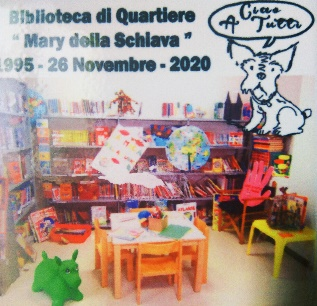 Biblioteca di Quartiere
" Mary della Schiava "
1995 - 26 Novembre - 2020
Ciao
A Tutti